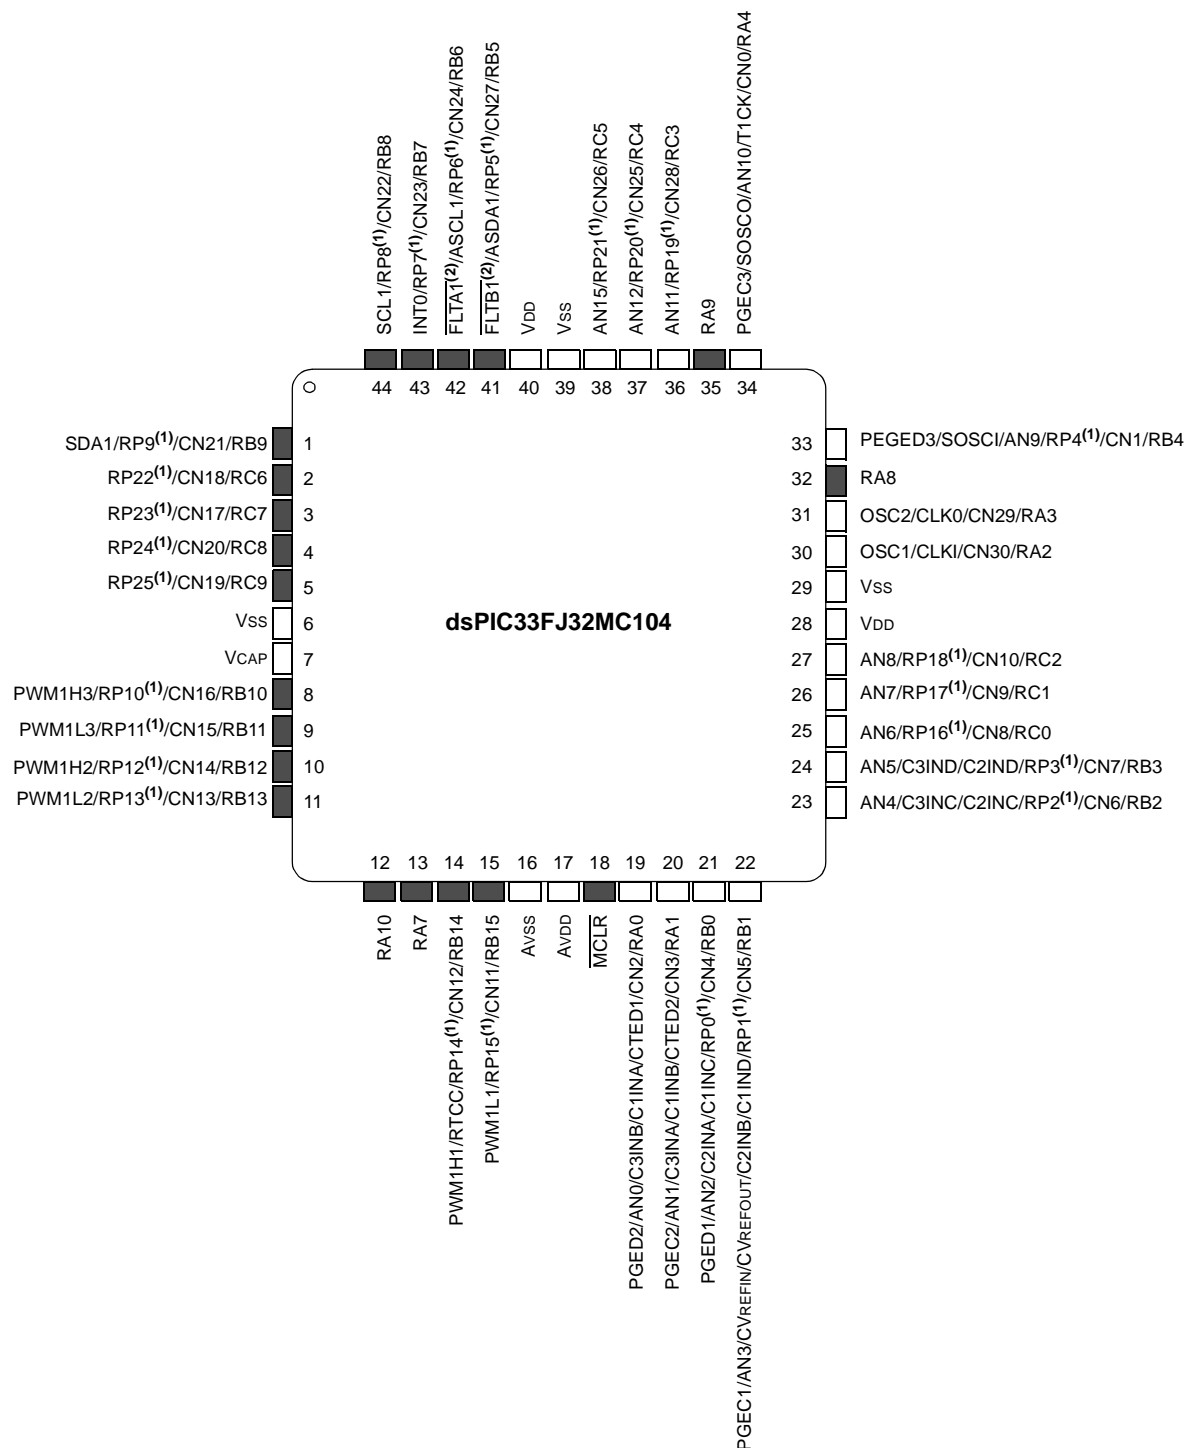 SCL1/RP8(1)/CN22/RB8
INT0/RP7(1)/CN23/RB7
FLTA1(2)/ASCL1/RP6(1)/CN24/RB6
FLTB1(2)/ASDA1/RP5(1)/CN27/RB5
VDD
VSS
AN15/RP21(1)/CN26/RC5
AN12/RP20(1)/CN25/RC4
AN11/RP19(1)/CN28/RC3
RA9
PGEC3/SOSCO/AN10/T1CK/CN0/RA4
44 43 42 41 40 39 38 37 36 35 34
SDA1/RP9(1)/CN21/RB9 1
RP22(1)/CN18/RC6 2
RP23(1)/CN17/RC7 3
RP24(1)/CN20/RC8 4
RP25(1)/CN19/RC9 5
VSS 6
VCAP 7
PWM1H3/RP10(1)/CN16/RB10 8
PWM1L3/RP11(1)/CN15/RB11 9
PWM1H2/RP12(1)/CN14/RB12 10
PWM1L2/RP13(1)/CN13/RB13 11
dsPIC33FJ32MC104
33 PEGED3/SOSCI/AN9/RP4(1)/CN1/RB4
32 RA8
31 OSC2/CLK0/CN29/RA3
30 OSC1/CLKI/CN30/RA2
29 VSS
28 VDD
27 AN8/RP18(1)/CN10/RC2
26 AN7/RP17(1)/CN9/RC1
25 AN6/RP16(1)/CN8/RC0
24 AN5/C3IND/C2IND/RP3(1)/CN7/RB3
23 AN4/C3INC/C2INC/RP2(1)/CN6/RB2
12 13 14 15 16 17 18 19 20 21 22
RA10
RA7
PWM1H1/RTCC/RP14(1)/CN12/RB14
PWM1L1/RP15(1)/CN11/RB15
AVSS
AVDD
MCLR
PGED2/AN0/C3INB/C1INA/CTED1/CN2/RA0
PGEC2/AN1/C3INA/C1INB/CTED2/CN3/RA1
PGED1/AN2/C2INA/C1INC/RP0(1)/CN4/RB0
PGEC1/AN3/CVREFIN/CVREFOUT/C2INB/C1IND/RP1(1)/CN5/RB1